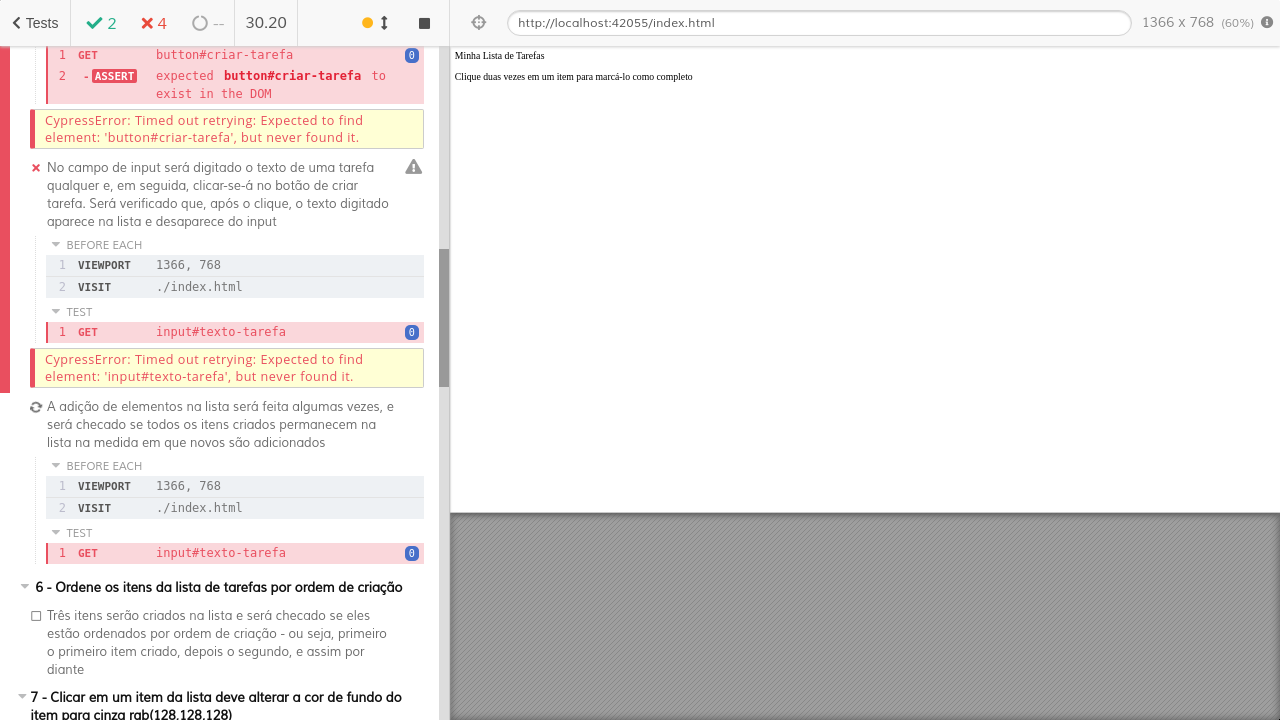 Tests
2
4
--
30.20
http://localhost:42055/index.html
1366 x 768 (60%)
1 GET button#criar-tarefa 0
2 -ASSERT expected button#criar-tarefa to
exist in the DOM
CypressError: Timed out retrying: Expected to find
element: 'button#criar-tarefa', but never found it.
No campo de input será digitado o texto de uma tarefa
qualquer e, em seguida, clicar-se-á no botão de criar
tarefa. Será verificado que, após o clique, o texto digitado
aparece na lista e desaparece do input
BEFORE EACH
1 VIEWPORT 1366, 768
2 VISIT ./index.html
TEST
1 GET input#texto-tarefa 0
CypressError: Timed out retrying: Expected to find
element: 'input#texto-tarefa', but never found it.
A adição de elementos na lista será feita algumas vezes, e
será checado se todos os itens criados permanecem na
lista na medida em que novos são adicionados
BEFORE EACH
1 VIEWPORT 1366, 768
2 VISIT ./index.html
TEST
1 GET input#texto-tarefa 0
6 - Ordene os itens da lista de tarefas por ordem de criação
Três itens serão criados na lista e será checado se eles
estão ordenados por ordem de criação - ou seja, primeiro
o primeiro item criado, depois o segundo, e assim por
diante
7 - Clicar em um item da lista deve alterar a cor de fundo do
item para cinza rgb(128,128,128)
Minha Lista de Tarefas
Clique duas vezes em um item para marcá-lo como completo